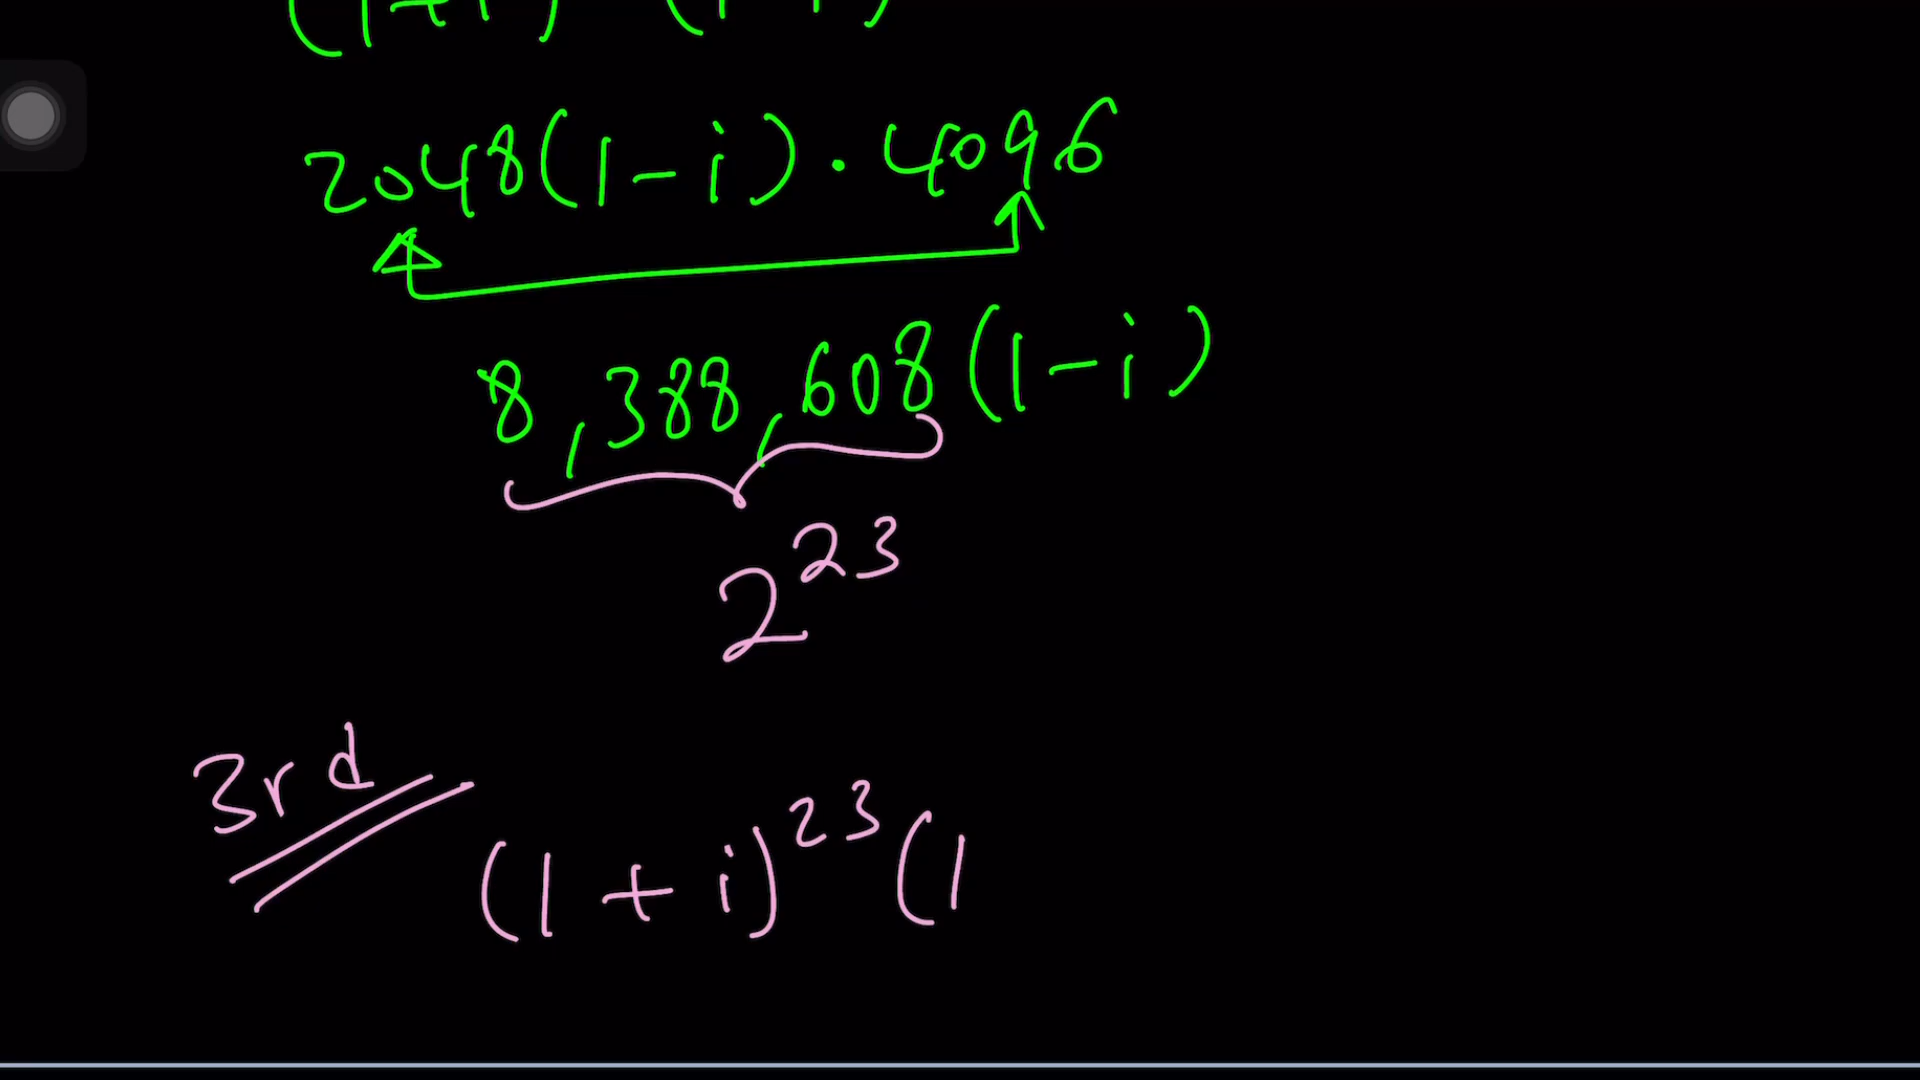 2048(1-i)·4096
8,388,608(1-i)
2^23
3rd
(1+i)^23(1